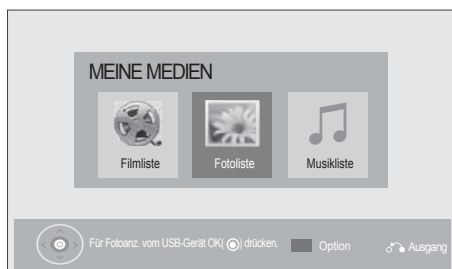 MEINE MEDIEN
Filmliste Fotoliste Musikliste
Für Fotoanz. vom USB-Gerät OK(◉) drücken. Option Ausgang